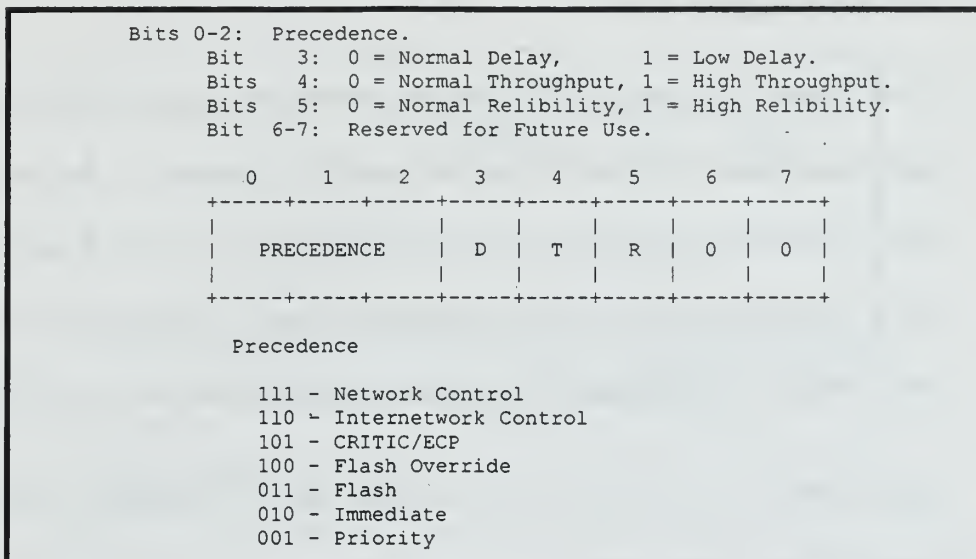 Bits 0-2: Precedence.
Bit 3: 0 = Normal Delay, 1 = Low Delay.
Bits 4: 0 = Normal Throughput, 1 = High Throughput.
Bits 5: 0 = Normal Relibility, 1 = High Relibility.
Bit 6-7: Reserved for Future Use.
0 1 2 3 4 5 6 7
+-----+-----+-----+-----+-----+-----+-----+-----+
| | | | | | |
| PRECEDENCE | D | T | R | 0 | 0 |
| | | | | | |
+-----+-----+-----+-----+-----+-----+-----+-----+
Precedence
111 - Network Control
110 - Internetwork Control
101 - CRITIC/ECP
100 - Flash Override
011 - Flash
010 - Immediate
001 - Priority